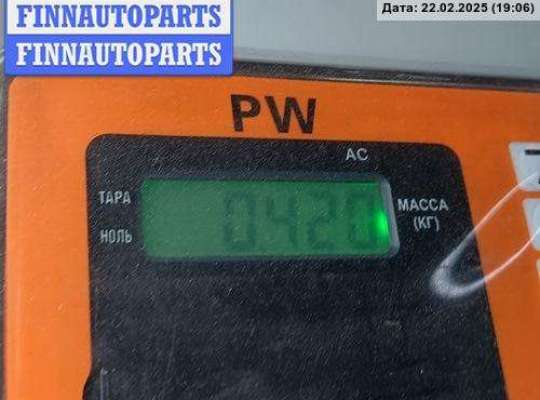 FINNAUTOPARTS
FINNAUTOPARTS
Дата: 22.02.2025 (19:06)
PW
AC
ТАРА
НОЛЬ
0.420
МАССА
(КГ)